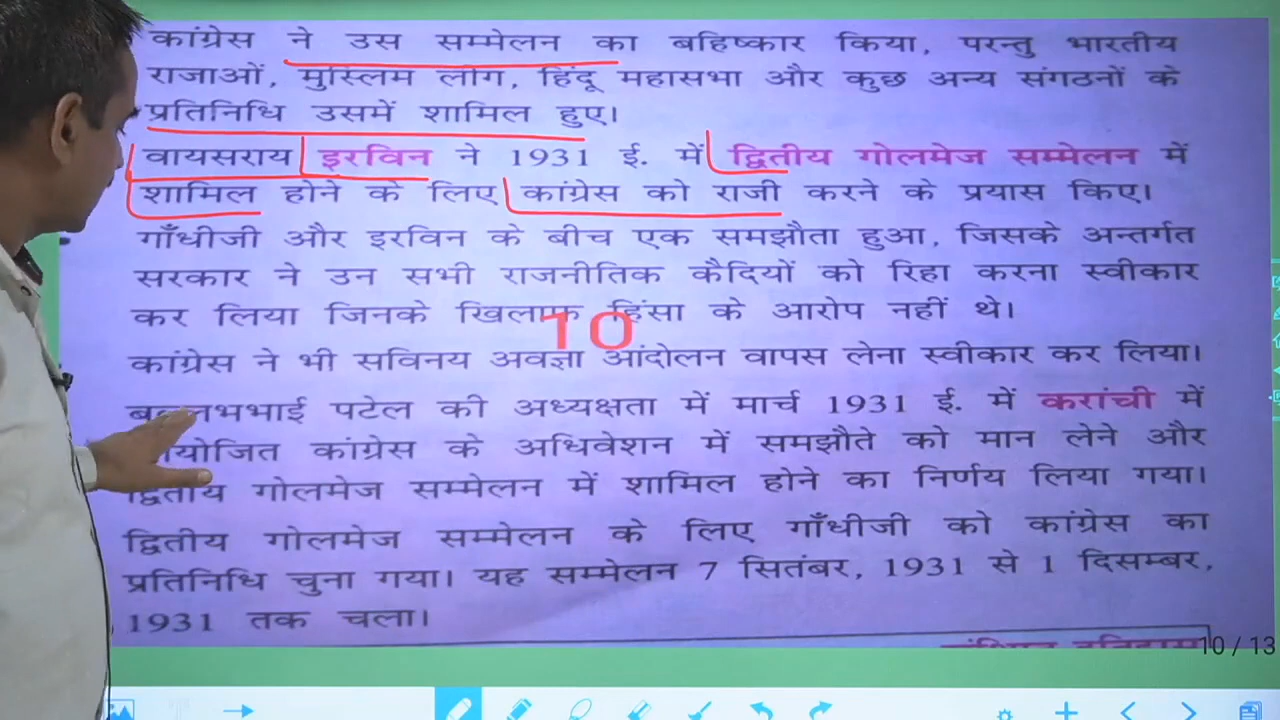 कांग्रेस ने उस सम्मेलन का बहिष्कार किया, परन्तु भारतीय
राजाओं, मुस्लिम लीग, हिंदू महासभा और कुछ अन्य संगठनों के
प्रतिनिधि उसमें शामिल हुए।
वायसराय इरविन ने 1931 ई. में द्वितीय गोलमेज सम्मेलन में
शामिल होने के लिए कांग्रेस को राजी करने के प्रयास किए।
गाँधीजी और इरविन के बीच एक समझौता हुआ, जिसके अन्तर्गत
सरकार ने उन सभी राजनीतिक कैदियों को रिहा करना स्वीकार
कर लिया जिनके खिलाफ हिंसा के आरोप नहीं थे।
10
कांग्रेस ने भी सविनय अवज्ञा आंदोलन वापस लेना स्वीकार कर लिया।
पटेल की अध्यक्षता में मार्च 1931 ई. में करांची में
कांग्रेस के अधिवेशन में समझौते को मान लेने और
द्वितीय गोलमेज सम्मेलन में शामिल होने का निर्णय लिया गया।
द्वितीय गोलमेज सम्मेलन के लिए गाँधीजी को कांग्रेस का
प्रतिनिधि चुना गया। यह सम्मेलन 7 सितंबर, 1931 से 1 दिसम्बर,
1931 तक चला।
10 / 13